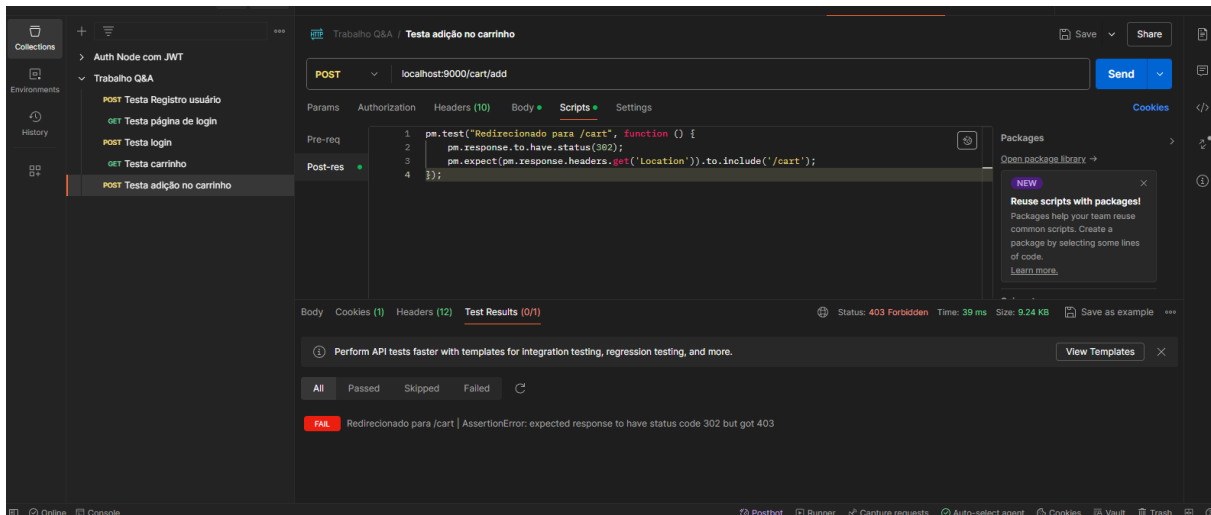 Collections
Environments
History
Auth Node com JWT
Trabalho Q&A
POST Testa Registro usuário
GET Testa página de login
POST Testa login
GET Testa carrinho
POST Testa adição no carrinho
HTTP Trabalho Q&A / Testa adição no carrinho
Save
Share
POST localhost:9000/cart/add
Send
Params Authorization Headers (10) Body Scripts Settings
Cookies
Pre-req
Post-res
1 pm.test("Redirecionado para /cart", function () {
2 pm.response.to.have.status(302);
3 pm.expect(pm.response.headers.get('Location')).to.include('/cart');
4 });
Packages
Open package library →
NEW
Reuse scripts with packages!
Packages help your team reuse
common scripts. Create a
package by selecting some lines
of code.
Learn more.
Body Cookies (1) Headers (12) Test Results (0/1)
Status: 403 Forbidden Time: 39 ms Size: 9.24 KB Save as example
Perform API tests faster with templates for integration testing, regression testing, and more.
View Templates
All Passed Skipped Failed
FAIL Redirecionado para /cart | AssertionError: expected response to have status code 302 but got 403
Online Console
Postbot Runner Capture requests Auto-select agent Cookies Vault Trash